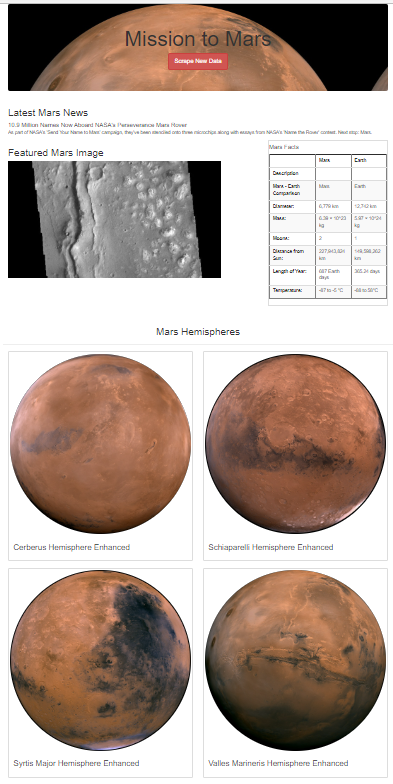 Mission to Mars
Scrape New Data
Latest Mars News
10.9 Million Names Now Aboard NASA's Perseverance Mars Rover
As part of NASA's 'Send Your Name to Mars' campaign, they've been stenciled onto three microchips along with essays from NASA's 'Name the Rover' contest. Next stop: Mars.
Featured Mars Image
Mars Facts
Mars Earth
Description
Mars - Earth Comparison Mars Earth
Diameter: 6,779 km 12,742 km
Mass: 6.39 × 10^23 kg 5.97 × 10^24 kg
Moons: 2 1
Distance from Sun: 227,943,824 km 149,598,262 km
Length of Year: 687 Earth days 365.24 days
Temperature: -87 to -5 °C -88 to 58°C
Mars Hemispheres
Cerberus Hemisphere Enhanced
Schiaparelli Hemisphere Enhanced
Syrtis Major Hemisphere Enhanced
Valles Marineris Hemisphere Enhanced